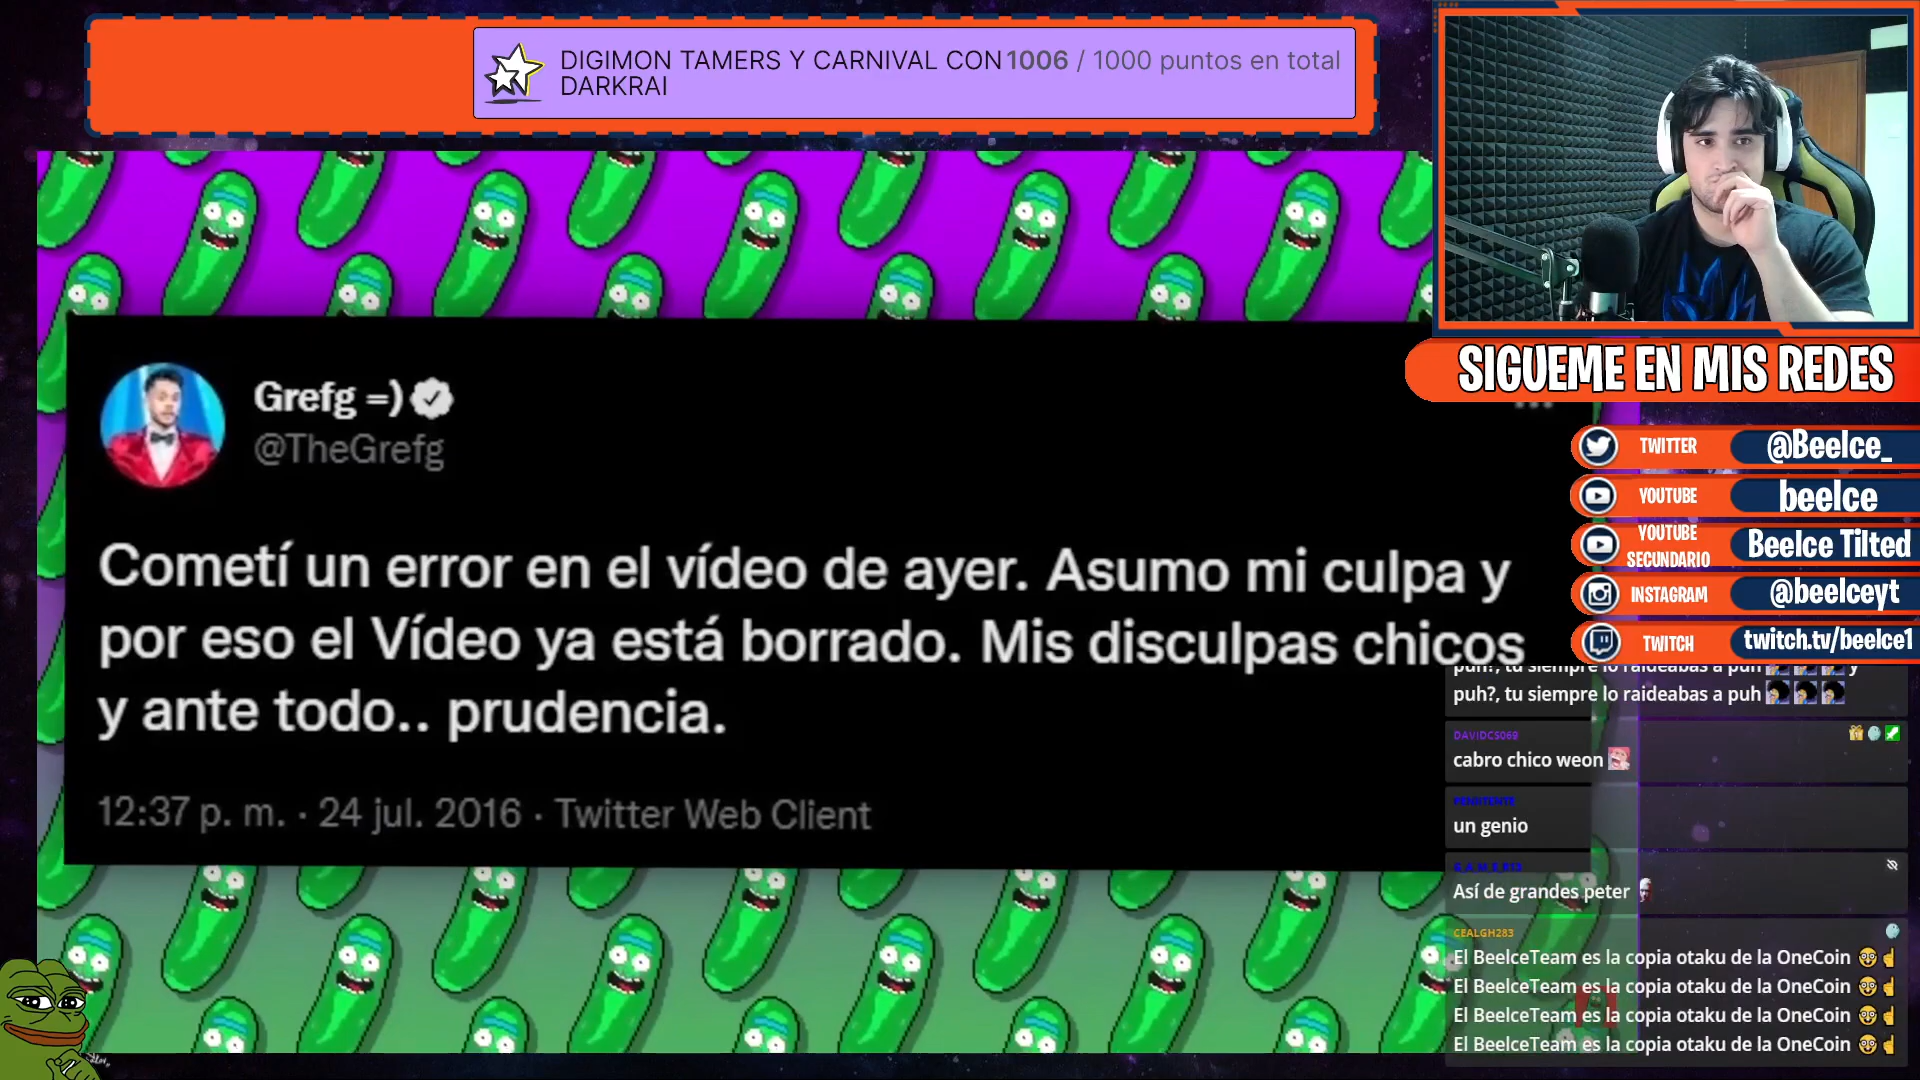 DIGIMON TAMERS Y CARNIVAL CON 1006 / 1000 puntos en total
DARKRAI
Grefg =)
@TheGrefg
Cometí un error en el vídeo de ayer. Asumo mi culpa y
por eso el Vídeo ya está borrado. Mis disculpas chicos
y ante todo.. prudencia.
12:37 p. m. · 24 jul. 2016 · Twitter Web Client
SIGUEME EN MIS REDES
TWITTER @Beelce_
YOUTUBE beelce
YOUTUBE
SECUNDARIO Beelce Tilted
INSTAGRAM @beelceyt
TWITCH twitch.tv/beelce1
puh?, tu siempre lo raideabas a puh y
puh?, tu siempre lo raideabas a puh
DAVIDCS069
cabro chico weon
un genio
Así de grandes peter
CEALGH283
El BeelceTeam es la copia otaku de la OneCoin 🤓☝
El BeelceTeam es la copia otaku de la OneCoin 🤓☝
El BeelceTeam es la copia otaku de la OneCoin 🤓☝
El BeelceTeam es la copia otaku de la OneCoin 🤓☝